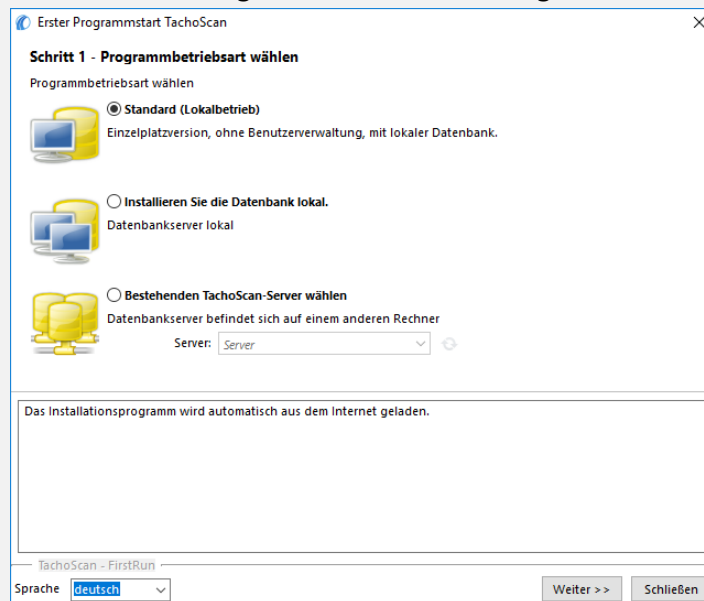 Erster Programmstart TachoScan
Schritt 1 - Programmbetriebsart wählen
Programmbetriebsart wählen
Standard (Lokalbetrieb)
Einzelplatzversion, ohne Benutzerverwaltung, mit lokaler Datenbank.
Installieren Sie die Datenbank lokal.
Datenbankserver lokal
Bestehenden TachoScan-Server wählen
Datenbankserver befindet sich auf einem anderen Rechner
Server: Server
Das Installationsprogramm wird automatisch aus dem Internet geladen.
TachoScan - FirstRun
Sprache deutsch Weiter >> Schließen